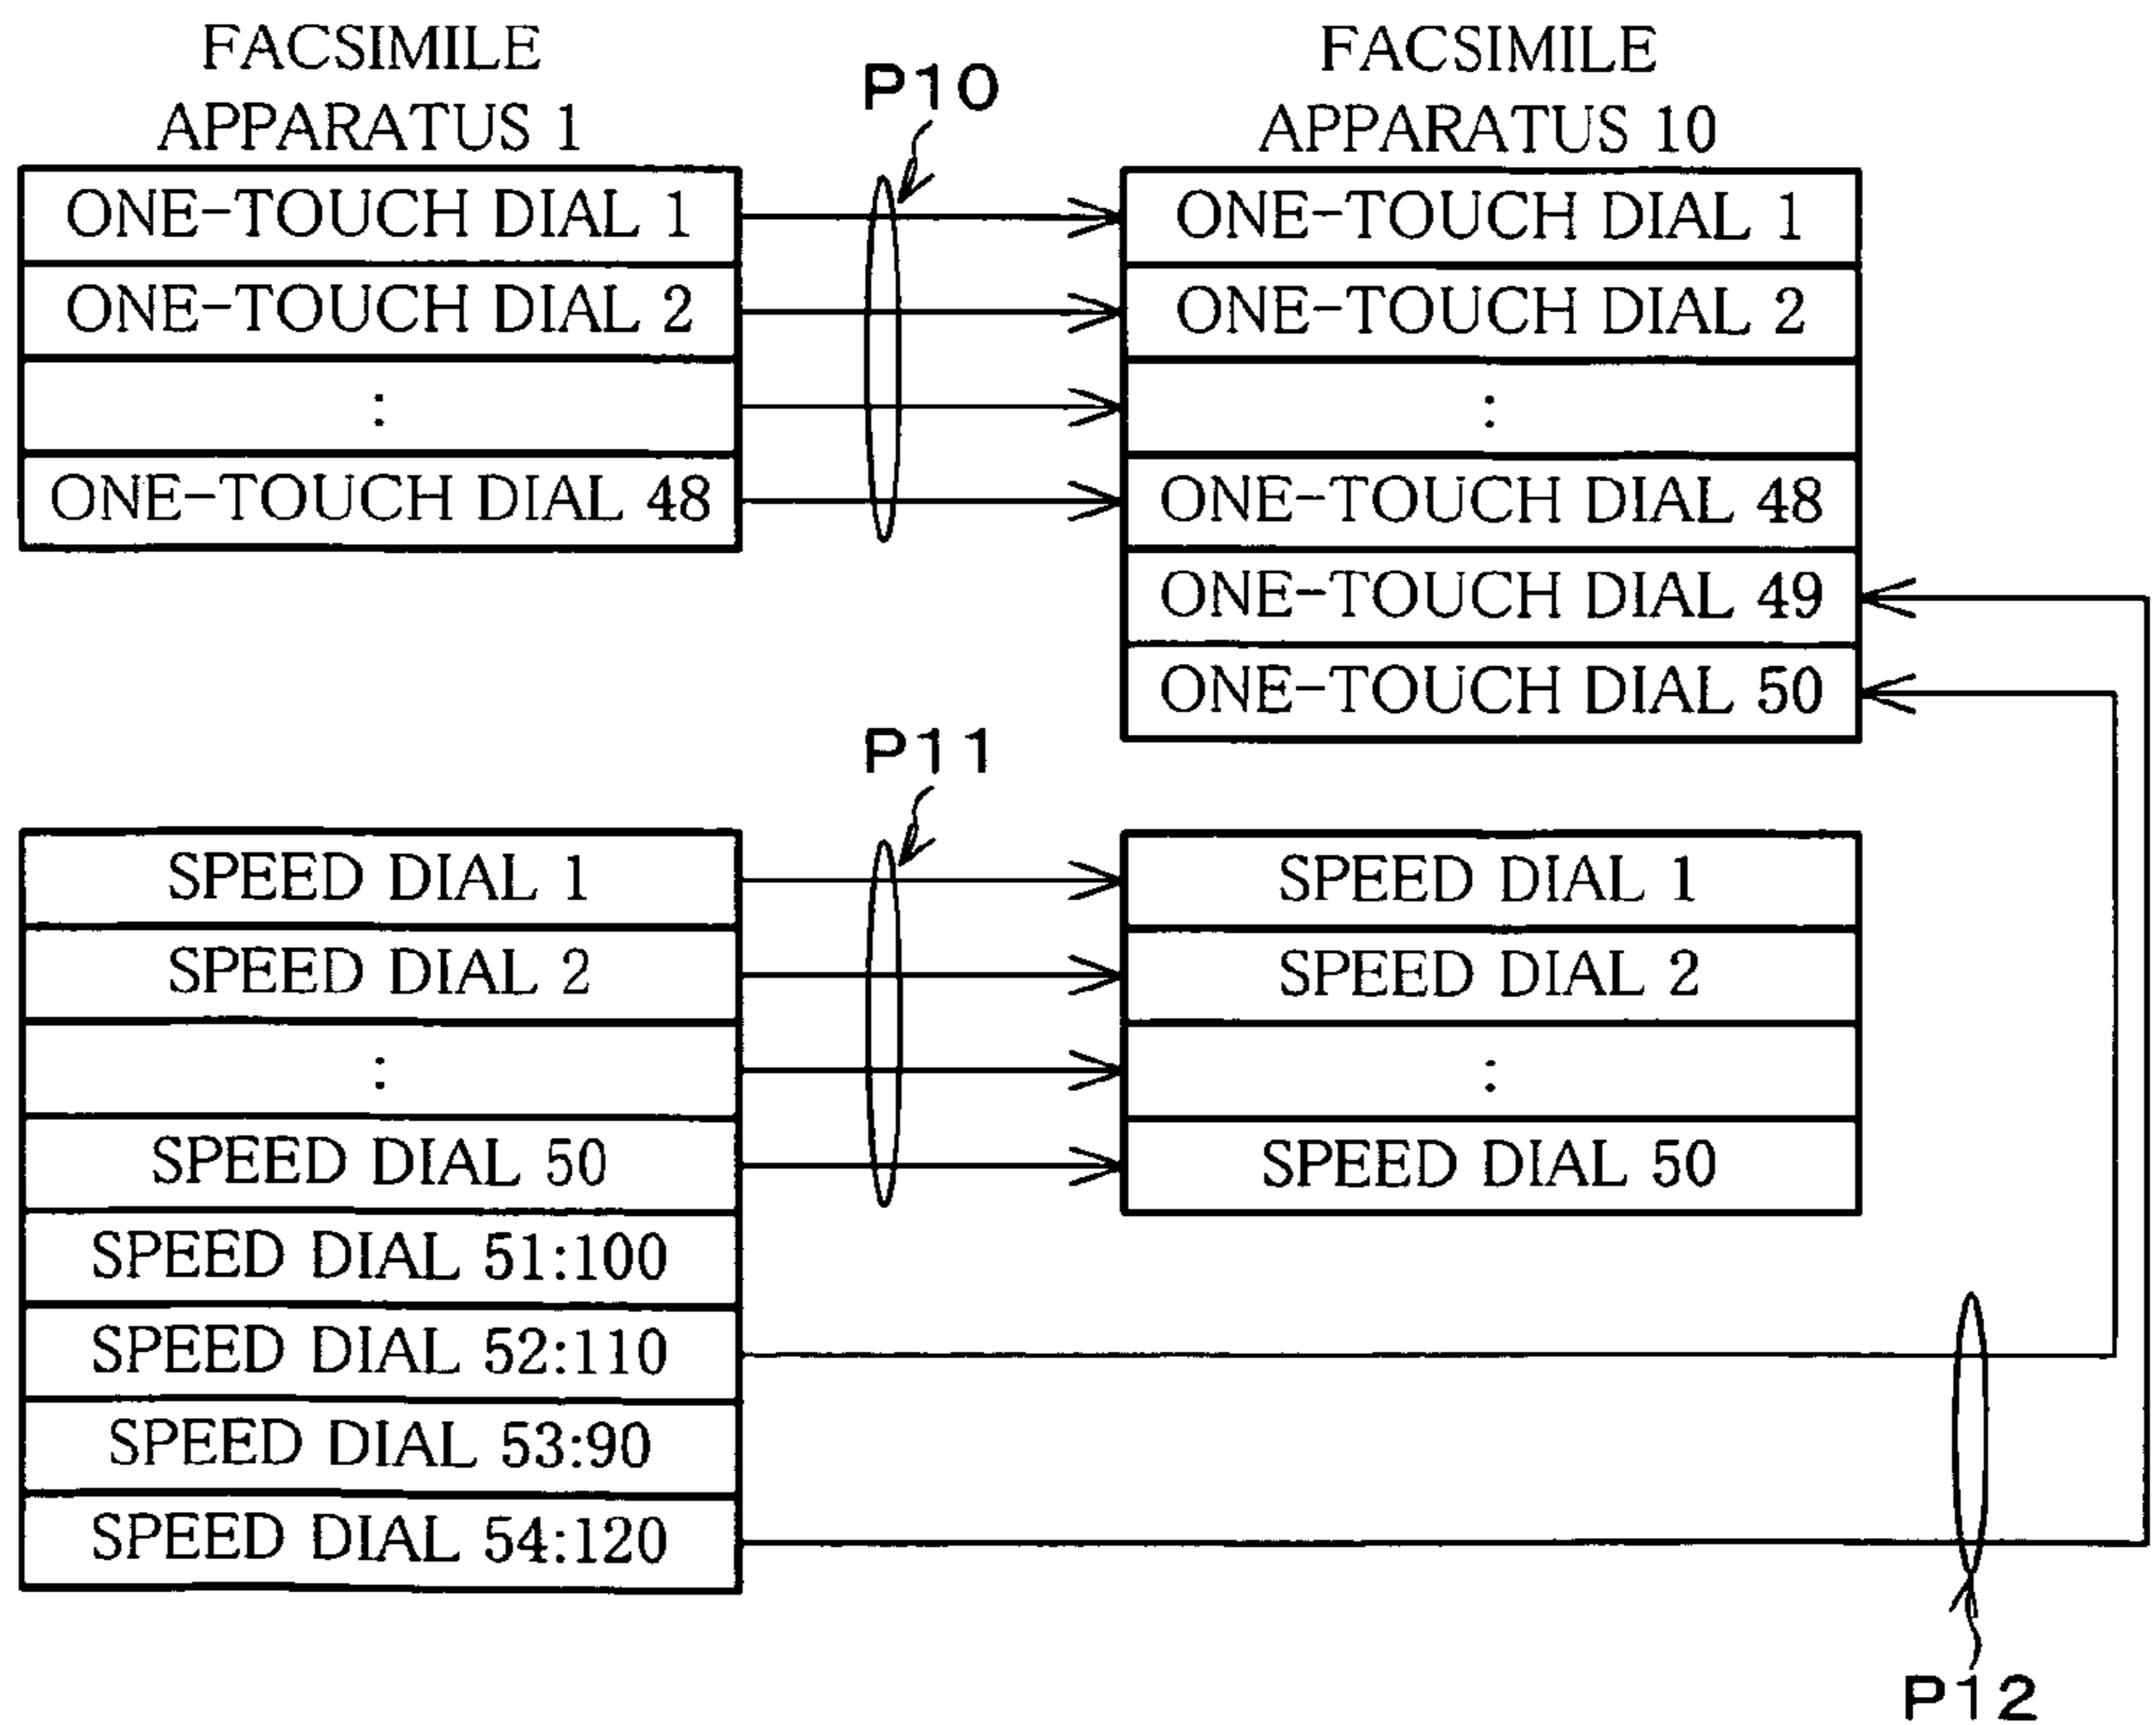 FACSIMILE
APPARATUS 1
FACSIMILE
APPARATUS 10
P10
ONE-TOUCH DIAL 1
ONE-TOUCH DIAL 2
:
ONE-TOUCH DIAL 48
ONE-TOUCH DIAL 1
ONE-TOUCH DIAL 2
:
ONE-TOUCH DIAL 48
ONE-TOUCH DIAL 49
ONE-TOUCH DIAL 50
P11
SPEED DIAL 1
SPEED DIAL 2
:
SPEED DIAL 50
SPEED DIAL 51:100
SPEED DIAL 52:110
SPEED DIAL 53:90
SPEED DIAL 54:120
SPEED DIAL 1
SPEED DIAL 2
:
SPEED DIAL 50
P12